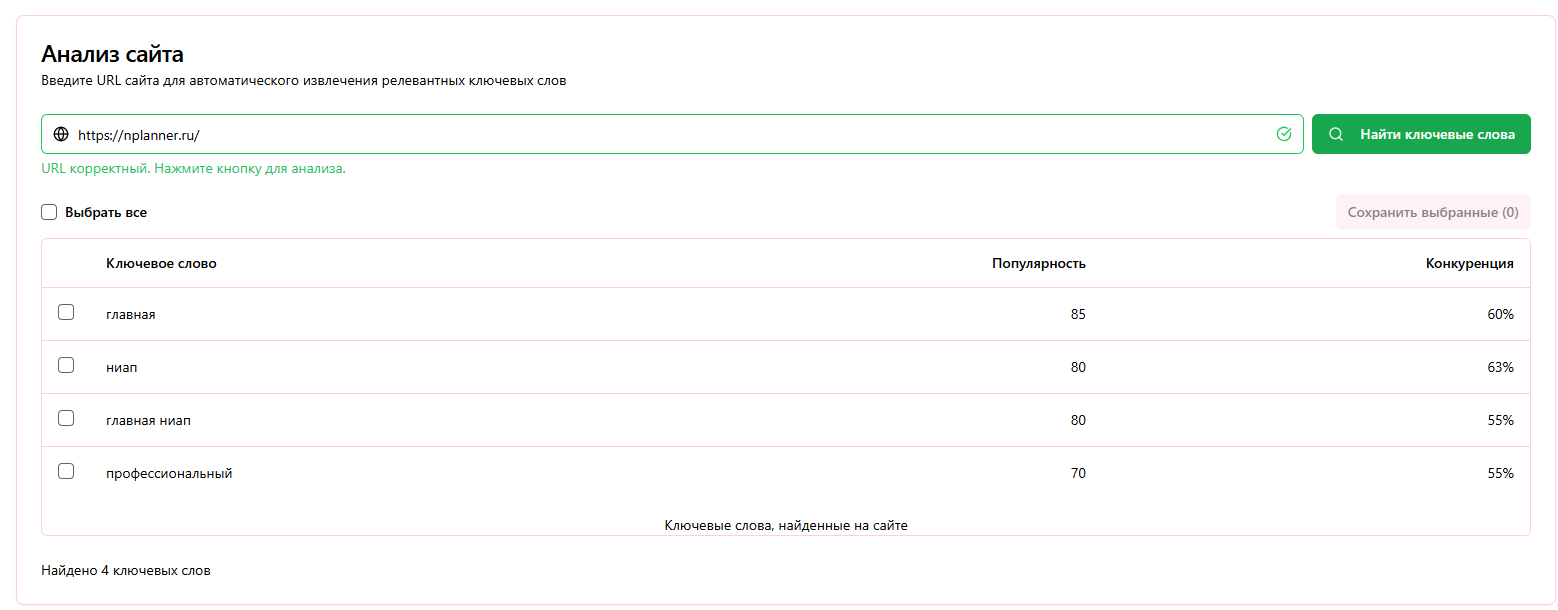 Анализ сайта
Введите URL сайта для автоматического извлечения релевантных ключевых слов
https://nplanner.ru/
Найти ключевые слова
URL корректный. Нажмите кнопку для анализа.
Выбрать все
Сохранить выбранные (0)
Ключевое слово Популярность Конкуренция
главная 85 60%
ниап 80 63%
главная ниап 80 55%
профессиональный 70 55%
Ключевые слова, найденные на сайте
Найдено 4 ключевых слов